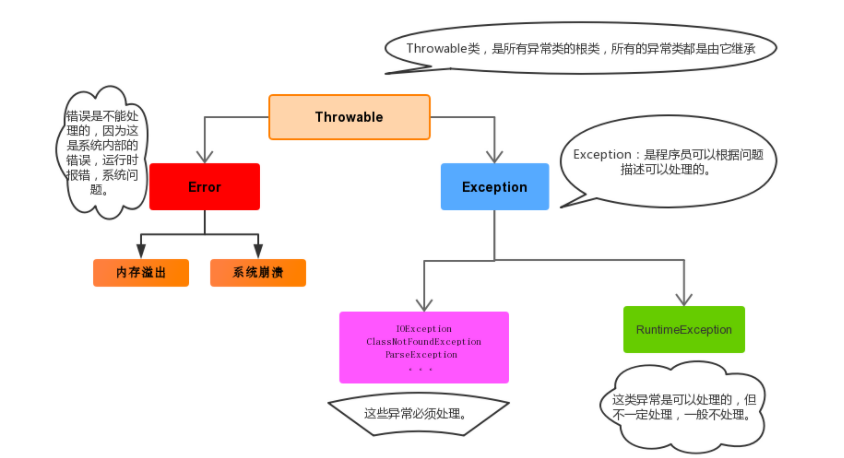 Throwable类，是所有异常类的根类，所有的异常类都是由它继承
Throwable
错误是不能处
理的，因为这
是系统内部的
错误，运行时
报错，系统问
题。
Exception：是程序员可以根据问题
描述可以处理的。
Error
Exception
内存溢出
系统崩溃
IOException
ClassNotFoundException
ParseException
。。。
RuntimeException
这些异常必须处理。
这类异常是可以处理的，但
不一定处理，一般不处理。